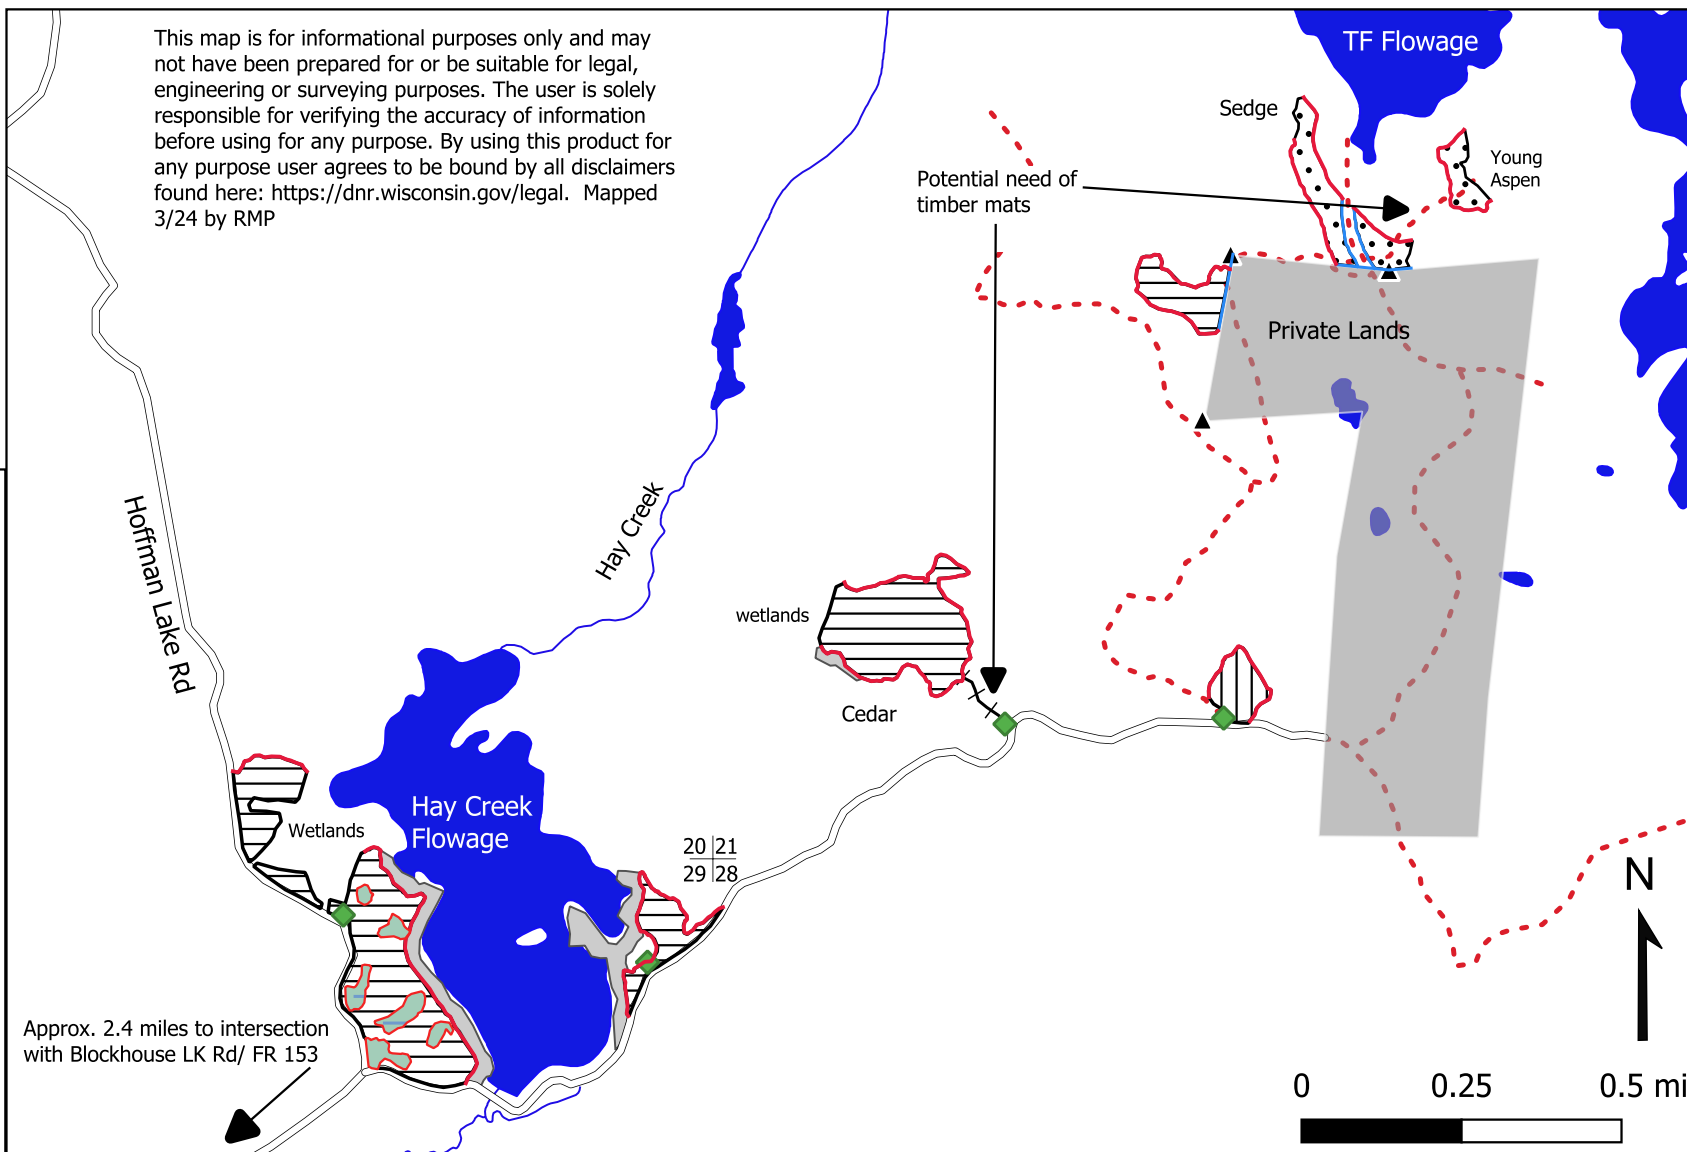 This map is for informational purposes only and may
not have been prepared for or be suitable for legal,
engineering or surveying purposes. The user is solely
responsible for verifying the accuracy of information
before using for any purpose. By using this product for
any purpose user agrees to be bound by all disclaimers
found here: https://dnr.wisconsin.gov/legal. Mapped
3/24 by RMP
TF Flowage
Sedge
Young
Aspen
Potential need of
timber mats
Private Lands
Hay Creek
Hoffman Lake Rd
wetlands
Cedar
Hay Creek
Flowage
Wetlands
20 21
29 28
N
Approx. 2.4 miles to intersection
with Blockhouse LK Rd/ FR 153
0 0.25 0.5 mi